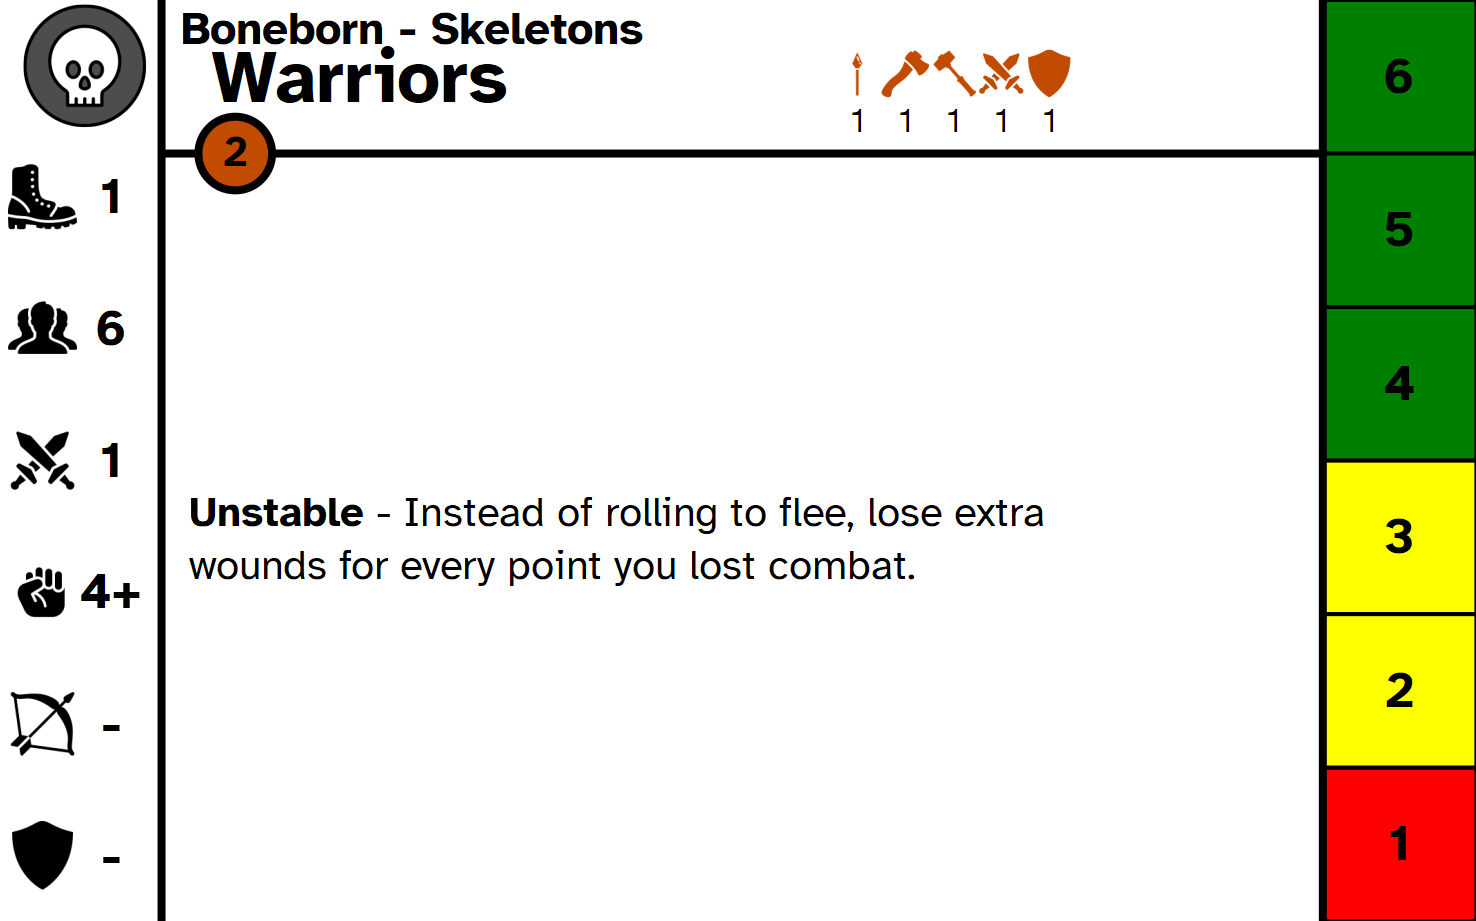 Boneborn - Skeletons
Warriors
1 1 1 1 1
2
1
6
1
4+
-
-
Unstable - Instead of rolling to flee, lose extra
wounds for every point you lost combat.
6
5
4
3
2
1